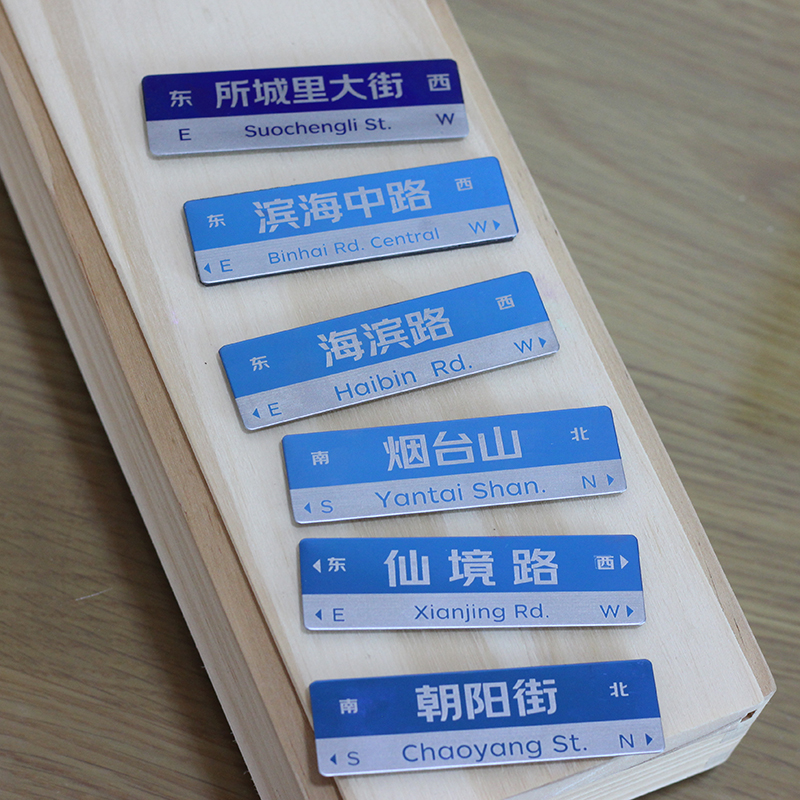 东 所城里大街 西
E Suochengli St. W
东 滨海中路 西
E Binhai Rd. Central W
东 海滨路 西
E Haibin Rd. W
南 烟台山 北
S Yantai Shan. N
东 仙境路 西
E Xianjing Rd. W
南 朝阳街 北
S Chaoyang St. N